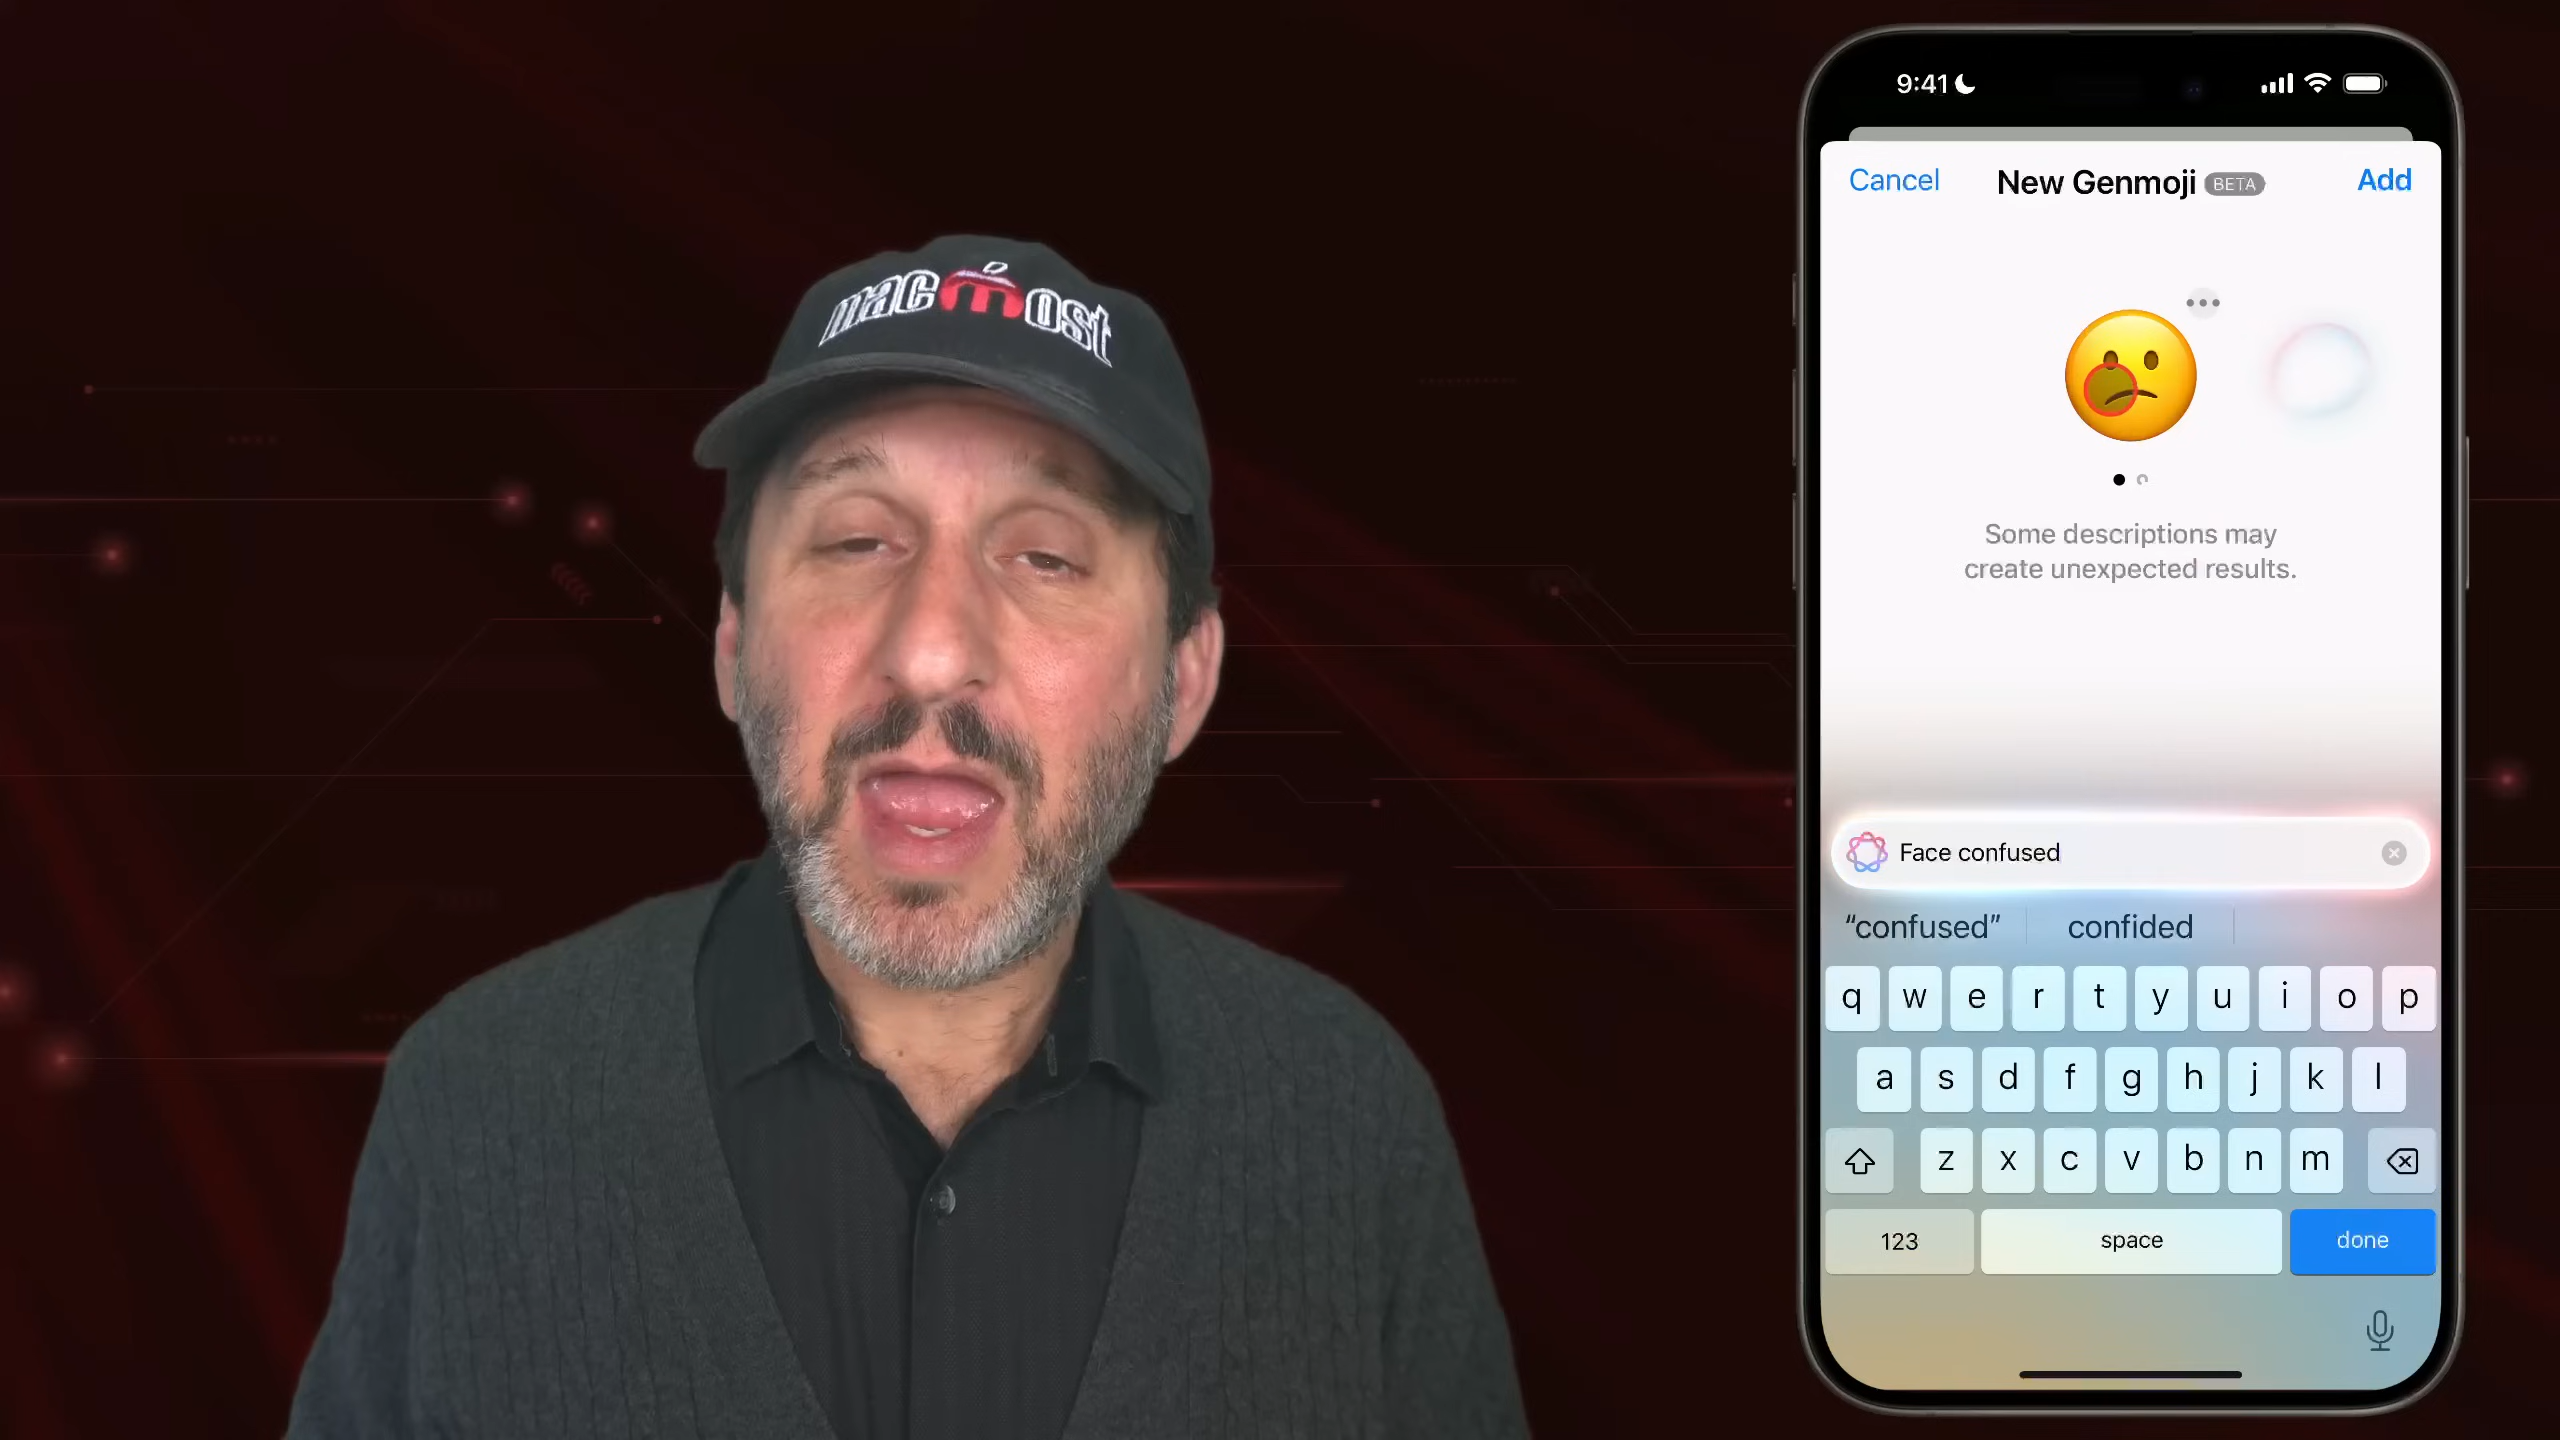 macmost
9:41
Cancel
New Genmoji BETA
Add
Some descriptions may
create unexpected results.
Face confused
“confused”
confided
q w e r t y u i o p
a s d f g h j k l
z x c v b n m
123
space
done